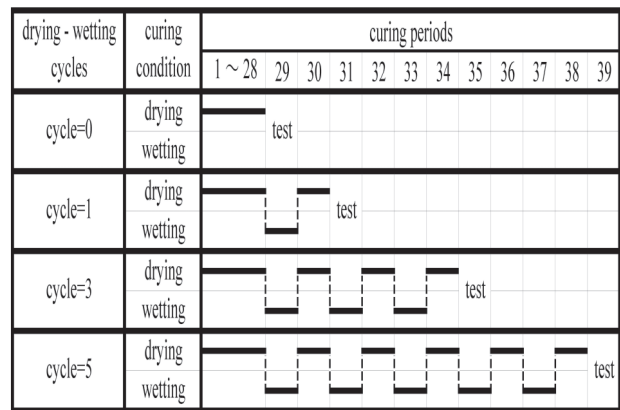 drying - wetting cycles curing condition curing periods
1 ~ 28 29 30 31 32 33 34 35 36 37 38 39
cycle=0 drying wetting test
cycle=1 drying wetting test
cycle=3 drying wetting test
cycle=5 drying wetting test